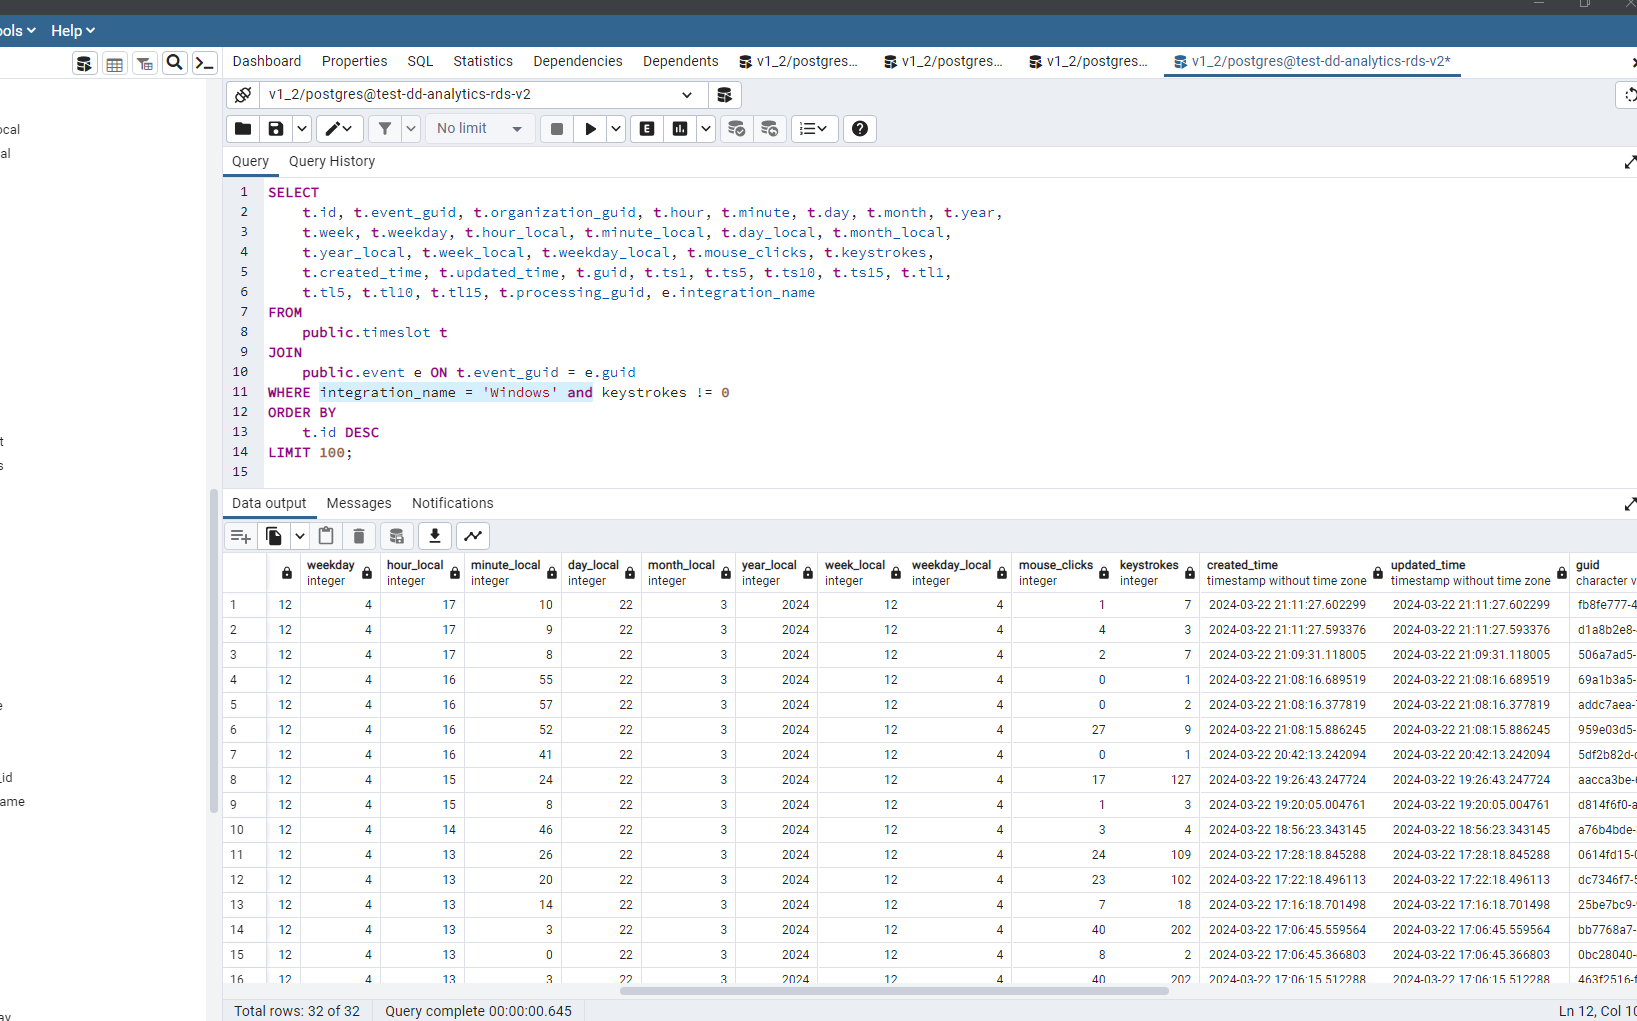 ools Help
Dashboard Properties SQL Statistics Dependencies Dependents v1_2/postgres... v1_2/postgres... v1_2/postgres... v1_2/postgres@test-dd-analytics-rds-v2*
v1_2/postgres@test-dd-analytics-rds-v2
No limit
E
Query Query History
ocal
al
t
s
e
_id
ame
ay
1 SELECT
2 t.id, t.event_guid, t.organization_guid, t.hour, t.minute, t.day, t.month, t.year,
3 t.week, t.weekday, t.hour_local, t.minute_local, t.day_local, t.month_local,
4 t.year_local, t.week_local, t.weekday_local, t.mouse_clicks, t.keystrokes,
5 t.created_time, t.updated_time, t.guid, t.ts1, t.ts5, t.ts10, t.ts15, t.tl1,
6 t.tl5, t.tl10, t.tl15, t.processing_guid, e.integration_name
7 FROM
8 public.timeslot t
9 JOIN
10 public.event e ON t.event_guid = e.guid
11 WHERE integration_name = 'Windows' and keystrokes != 0
12 ORDER BY
13 t.id DESC
14 LIMIT 100;
15
Data output Messages Notifications
weekday hour_local minute_local day_local month_local year_local week_local weekday_local mouse_clicks keystrokes created_time updated_time guid
integer integer integer integer integer integer integer integer integer integer timestamp without time zone timestamp without time zone character v
1 12 4 17 10 22 3 2024 12 4 1 7 2024-03-22 21:11:27.602299 2024-03-22 21:11:27.602299 fb8fe777-4
2 12 4 17 9 22 3 2024 12 4 4 3 2024-03-22 21:11:27.593376 2024-03-22 21:11:27.593376 d1a8b2e8-
3 12 4 17 8 22 3 2024 12 4 2 7 2024-03-22 21:09:31.118005 2024-03-22 21:09:31.118005 506a7ad5-
4 12 4 16 55 22 3 2024 12 4 0 1 2024-03-22 21:08:16.689519 2024-03-22 21:08:16.689519 69a1b3a5-
5 12 4 16 57 22 3 2024 12 4 0 2 2024-03-22 21:08:16.377819 2024-03-22 21:08:16.377819 addc7aea-
6 12 4 16 52 22 3 2024 12 4 27 9 2024-03-22 21:08:15.886245 2024-03-22 21:08:15.886245 959e03d5-
7 12 4 16 41 22 3 2024 12 4 0 1 2024-03-22 20:42:13.242094 2024-03-22 20:42:13.242094 5df2b82d-
8 12 4 15 24 22 3 2024 12 4 17 127 2024-03-22 19:26:43.247724 2024-03-22 19:26:43.247724 aacca3be-
9 12 4 15 8 22 3 2024 12 4 1 3 2024-03-22 19:20:05.004761 2024-03-22 19:20:05.004761 d814f6f0-a
10 12 4 14 46 22 3 2024 12 4 3 4 2024-03-22 18:56:23.343145 2024-03-22 18:56:23.343145 a76b4bde-
11 12 4 13 26 22 3 2024 12 4 24 109 2024-03-22 17:28:18.845288 2024-03-22 17:28:18.845288 0614fd15-
12 12 4 13 20 22 3 2024 12 4 23 102 2024-03-22 17:22:18.496113 2024-03-22 17:22:18.496113 dc7346f7-
13 12 4 13 14 22 3 2024 12 4 7 18 2024-03-22 17:16:18.701498 2024-03-22 17:16:18.701498 25be7bc9-
14 12 4 13 3 22 3 2024 12 4 40 202 2024-03-22 17:06:45.559564 2024-03-22 17:06:45.559564 bb7768a7-
15 12 4 13 0 22 3 2024 12 4 8 2 2024-03-22 17:06:45.366803 2024-03-22 17:06:45.366803 0bc28040-
16 12 4 13 3 22 3 2024 12 4 40 202 2024-03-22 17:06:15.512288 2024-03-22 17:06:15.512288 463f2516-
Total rows: 32 of 32 Query complete 00:00:00.645 Ln 12, Col 10